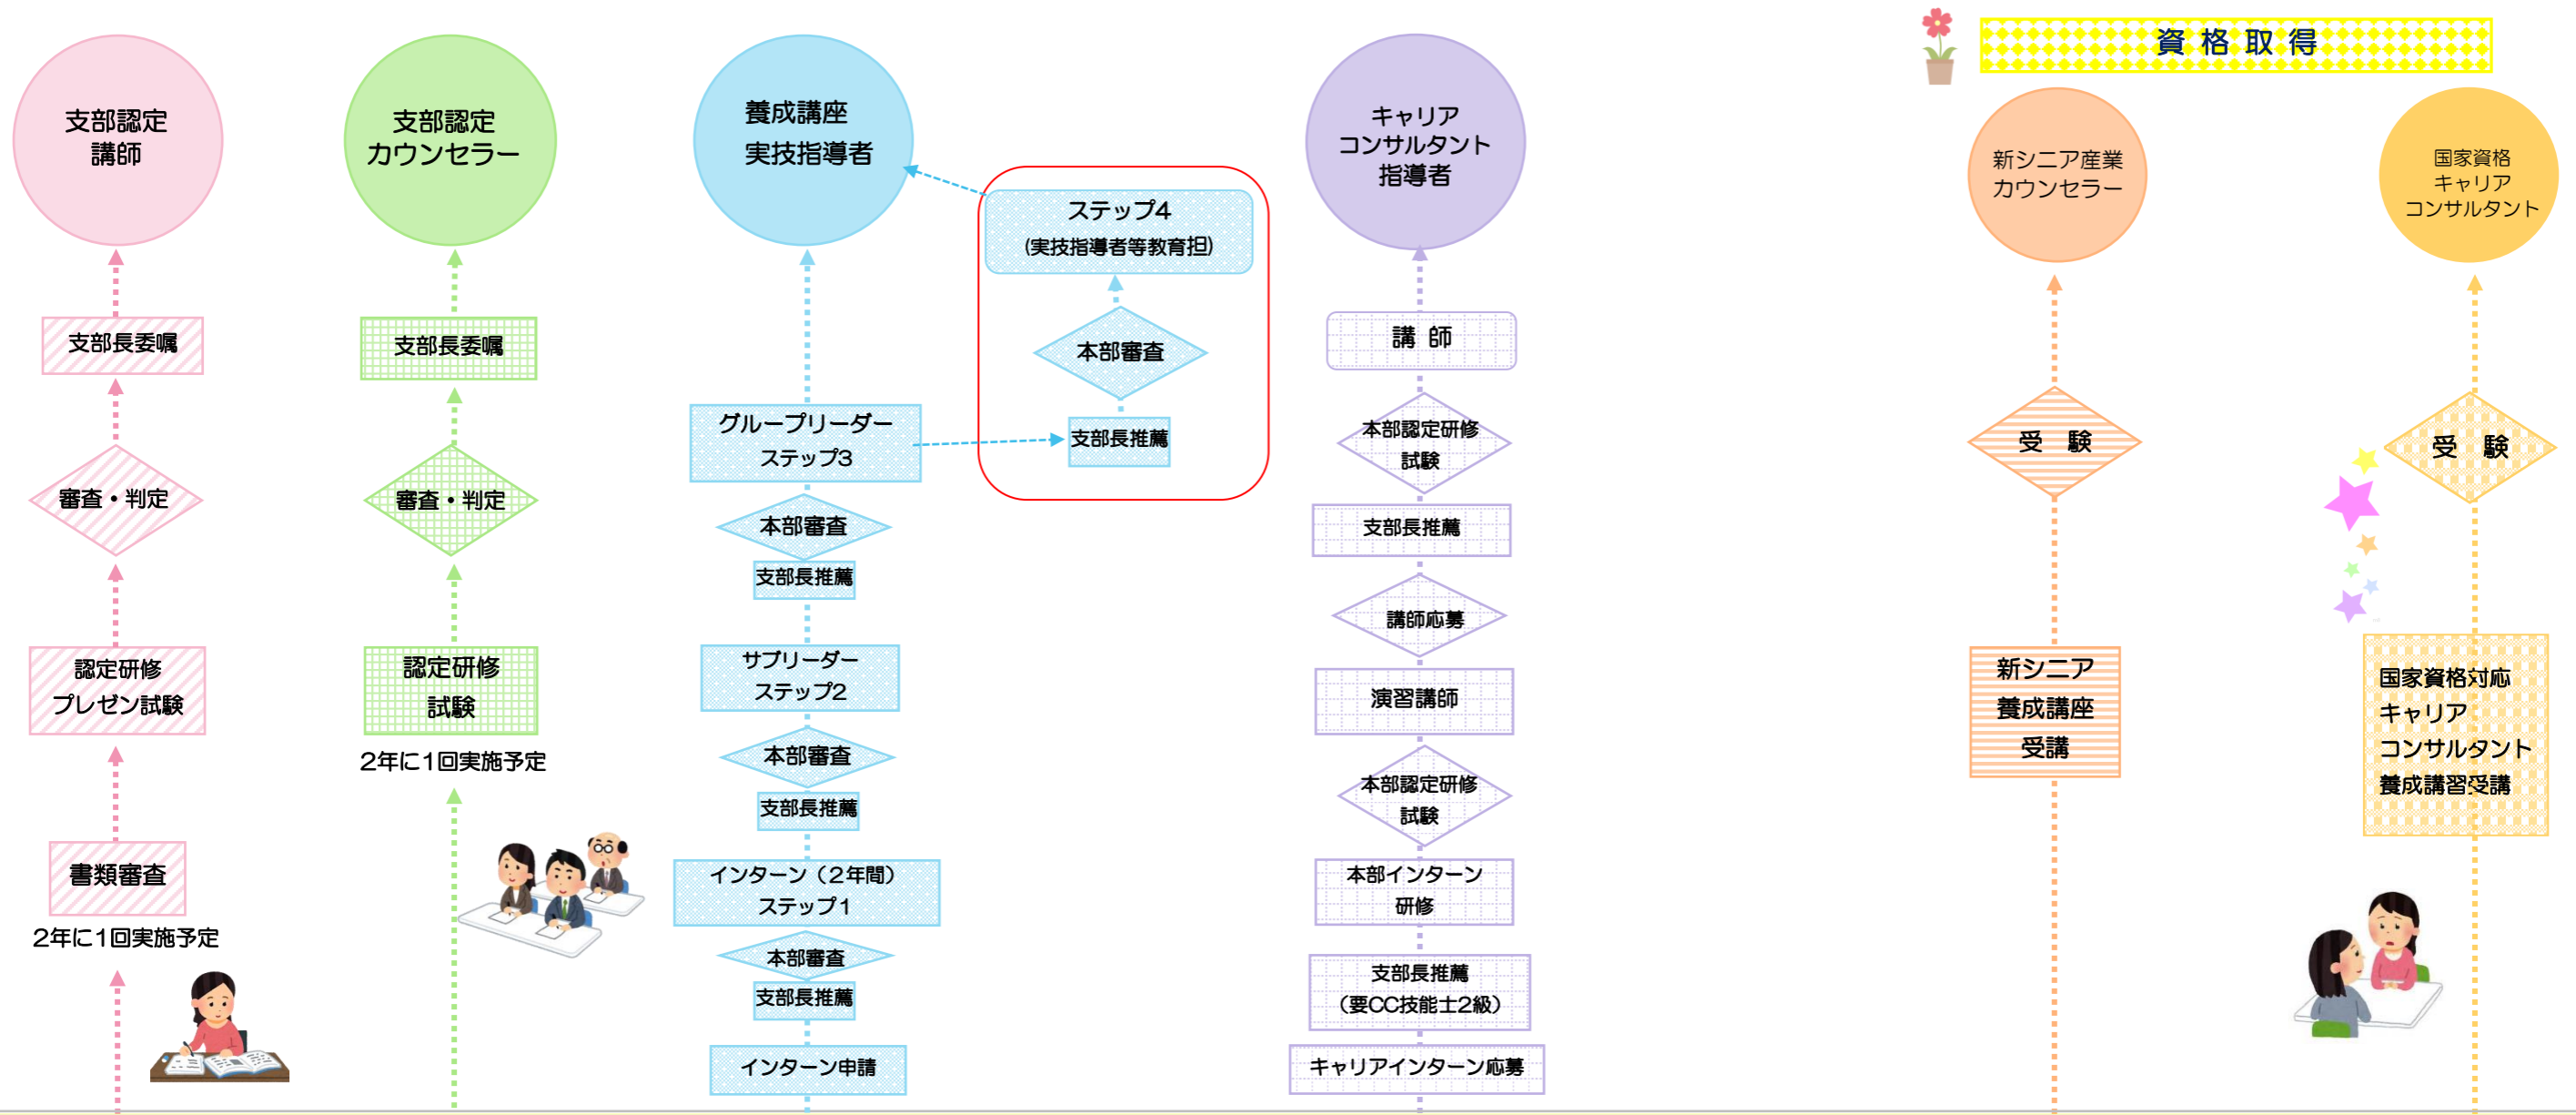 資格取得
支部認定
講師
支部長委嘱
審査・判定
認定研修
プレゼン試験
書類審査
2年に1回実施予定
支部認定
カウンセラー
支部長委嘱
審査・判定
認定研修
試験
2年に1回実施予定
養成講座
実技指導者
グループリーダー
ステップ3
本部審査
支部長推薦
サブリーダー
ステップ2
本部審査
支部長推薦
インターン（2年間）
ステップ1
本部審査
支部長推薦
インターン申請
ステップ4
(実技指導者等教育担)
本部審査
支部長推薦
キャリア
コンサルタント
指導者
講 師
本部認定研修
試験
支部長推薦
講師応募
演習講師
本部認定研修
試験
本部インターン
研修
支部長推薦
（要CC技能士2級）
キャリアインターン応募
新シニア産業
カウンセラー
受 験
新シニア
養成講座
受講
国家資格
キャリア
コンサルタント
受 験
国家資格対応
キャリア
コンサルタント
養成講習受講